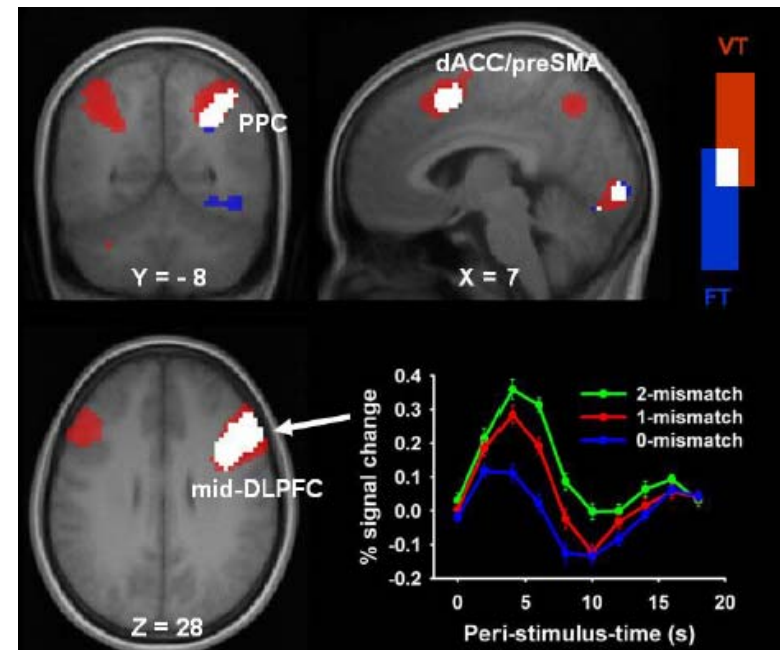 VT
dACC/preSMA
PPC
Y = - 8
X = 7
FT
0.4
0.3
0.2
0.1
0.0
-0.1
-0.2
% signal change
2-mismatch
1-mismatch
0-mismatch
mid-DLPFC
Z = 28
0 5 10 15 20
Peri-stimulus-time (s)